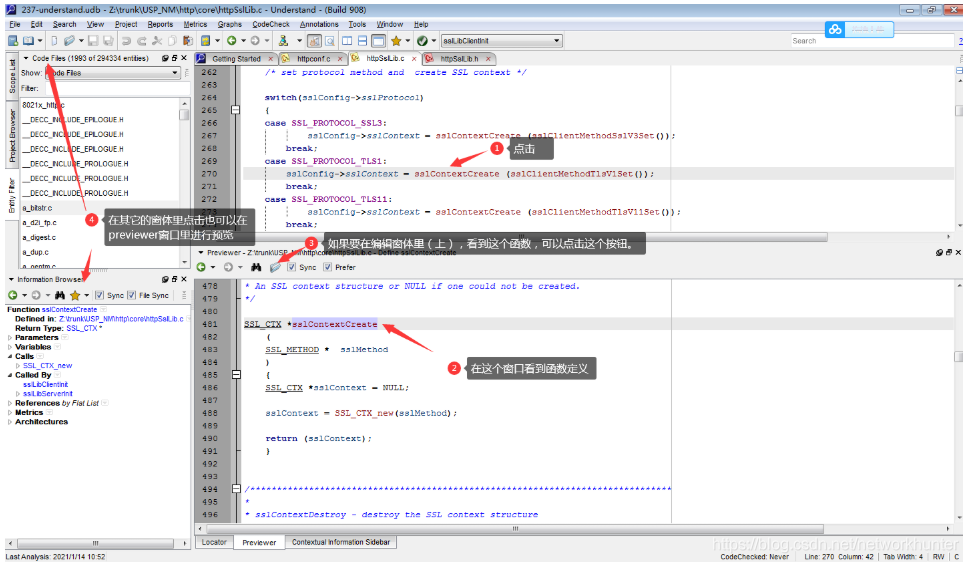 237-unknown.udb - Z:\trunk\USP_NM\http\core\httpSslLib.c - Understand - (Build 908)
File Edit Search View Project Reports Metrics Graphs CodeCheck Annotations Tools Window Help
sslLibClientInit
Search
Code Files (1993 of 294334 entities)
Show: Code Files
Filter:
8021x_http.c
__DECC_INCLUDE_EPILOGUE.H
__DECC_INCLUDE_EPILOGUE.H
__DECC_INCLUDE_EPILOGUE.H
__DECC_INCLUDE_PROLOGUE.H
__DECC_INCLUDE_PROLOGUE.H
__DECC_INCLUDE_PROLOGUE.H
a_bitstr.c
a_d2i_fp.c
a_digest.c
a_dup.c
a_gentm.c
Scope List
Project Browser
Entity Filter
Getting Started httpconf.c httpSslLib.c httpSslLib.h
262 /* set protocol method and create SSL context */
263
264 switch(sslConfig->sslProtocol)
265 {
266 case SSL_PROTOCOL_SSL3:
267 sslConfig->sslContext = sslContextCreate (sslClientMethodSslV3Set());
268 break;
269 case SSL_PROTOCOL_TLS1:
270 sslConfig->sslContext = sslContextCreate (sslClientMethodTlsV1Set());
271 break;
272 case SSL_PROTOCOL_TLS11:
273 sslConfig->sslContext = sslContextCreate (sslClientMethodTlsV11Set());
break;
1 点击
4 在其它的窗体里点击也可以在
previewer窗口里进行预览
3 如果要在编辑窗体里（上），看到这个函数，可以点击这个按钮。
Previewer - Z:\trunk\USP_NM\http\core\httpSslLib.c - Define sslContextCreate
Sync Prefer
478 * An SSL context structure or NULL if one could not be created.
479 */
480
481 SSL_CTX *sslContextCreate
482 (
483 SSL_METHOD * sslMethod
484 )
485 {
486 SSL_CTX *sslContext = NULL;
487
488 sslContext = SSL_CTX_new(sslMethod);
489
490 return (sslContext);
491 }
492
493
494 /******************************************************************************
495 *
496 * sslContextDestroy - destroy the SSL context structure
2 在这个窗口看到函数定义
Information Browser
Sync File Sync
Function sslContextCreate
Defined in: Z:\trunk\USP_NM\http\core\httpSslLib.c
Return Type: SSL_CTX *
Parameters
Variables
Calls
SSL_CTX_new
Called By
sslLibClientInit
sslLibServerInit
References by Flat List
Metrics
Architectures
Locator Previewer Contextual Information Sidebar
https://blog.csdn.net/networkhunter
Last Analysis: 2021/1/14 10:52
CodeChecked: Never Line: 270 Column: 42 Tab Width: 4 RW C